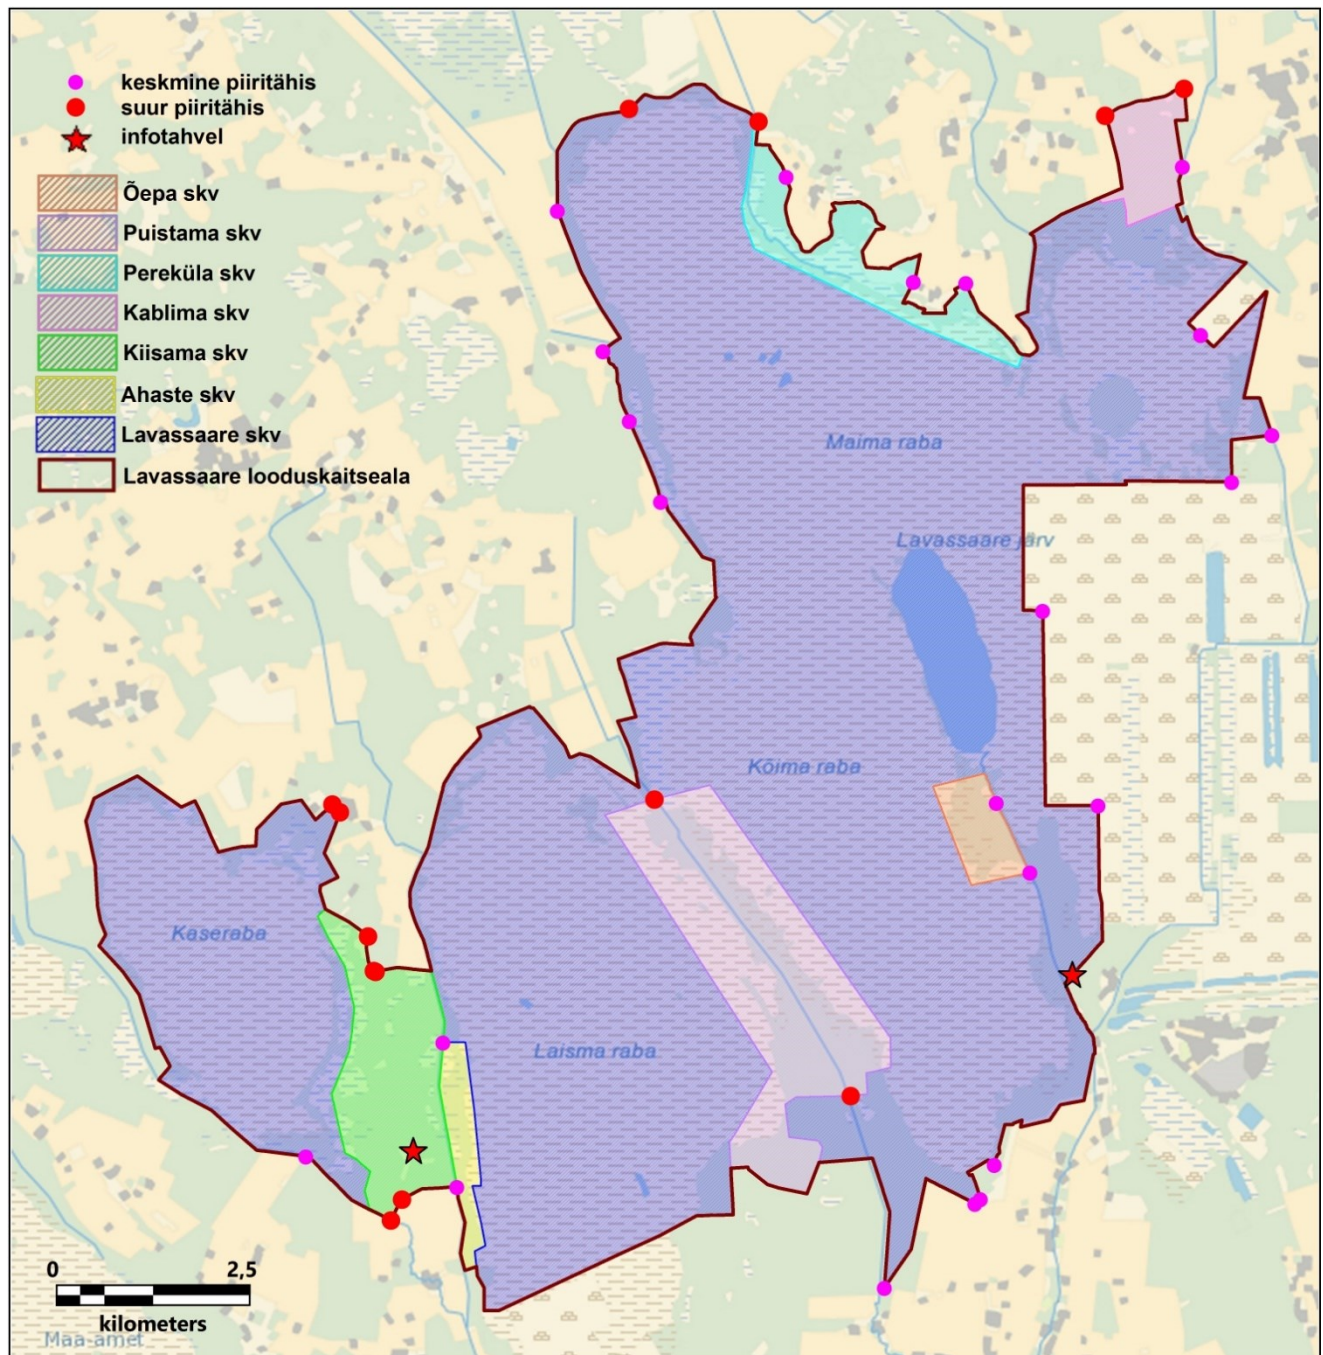 keskmine piiritähis
suur piiritähis
infotahvel
Õepa skv
Puistama skv
Pereküla skv
Kablima skv
Kiisama skv
Ahaste skv
Lavassaare skv
Lavassaare looduskaitseala
Maima raba
Lavassaare järv
Kõima raba
Kaseraba
Laisma raba
0 2,5
kilometers
Maa-amet